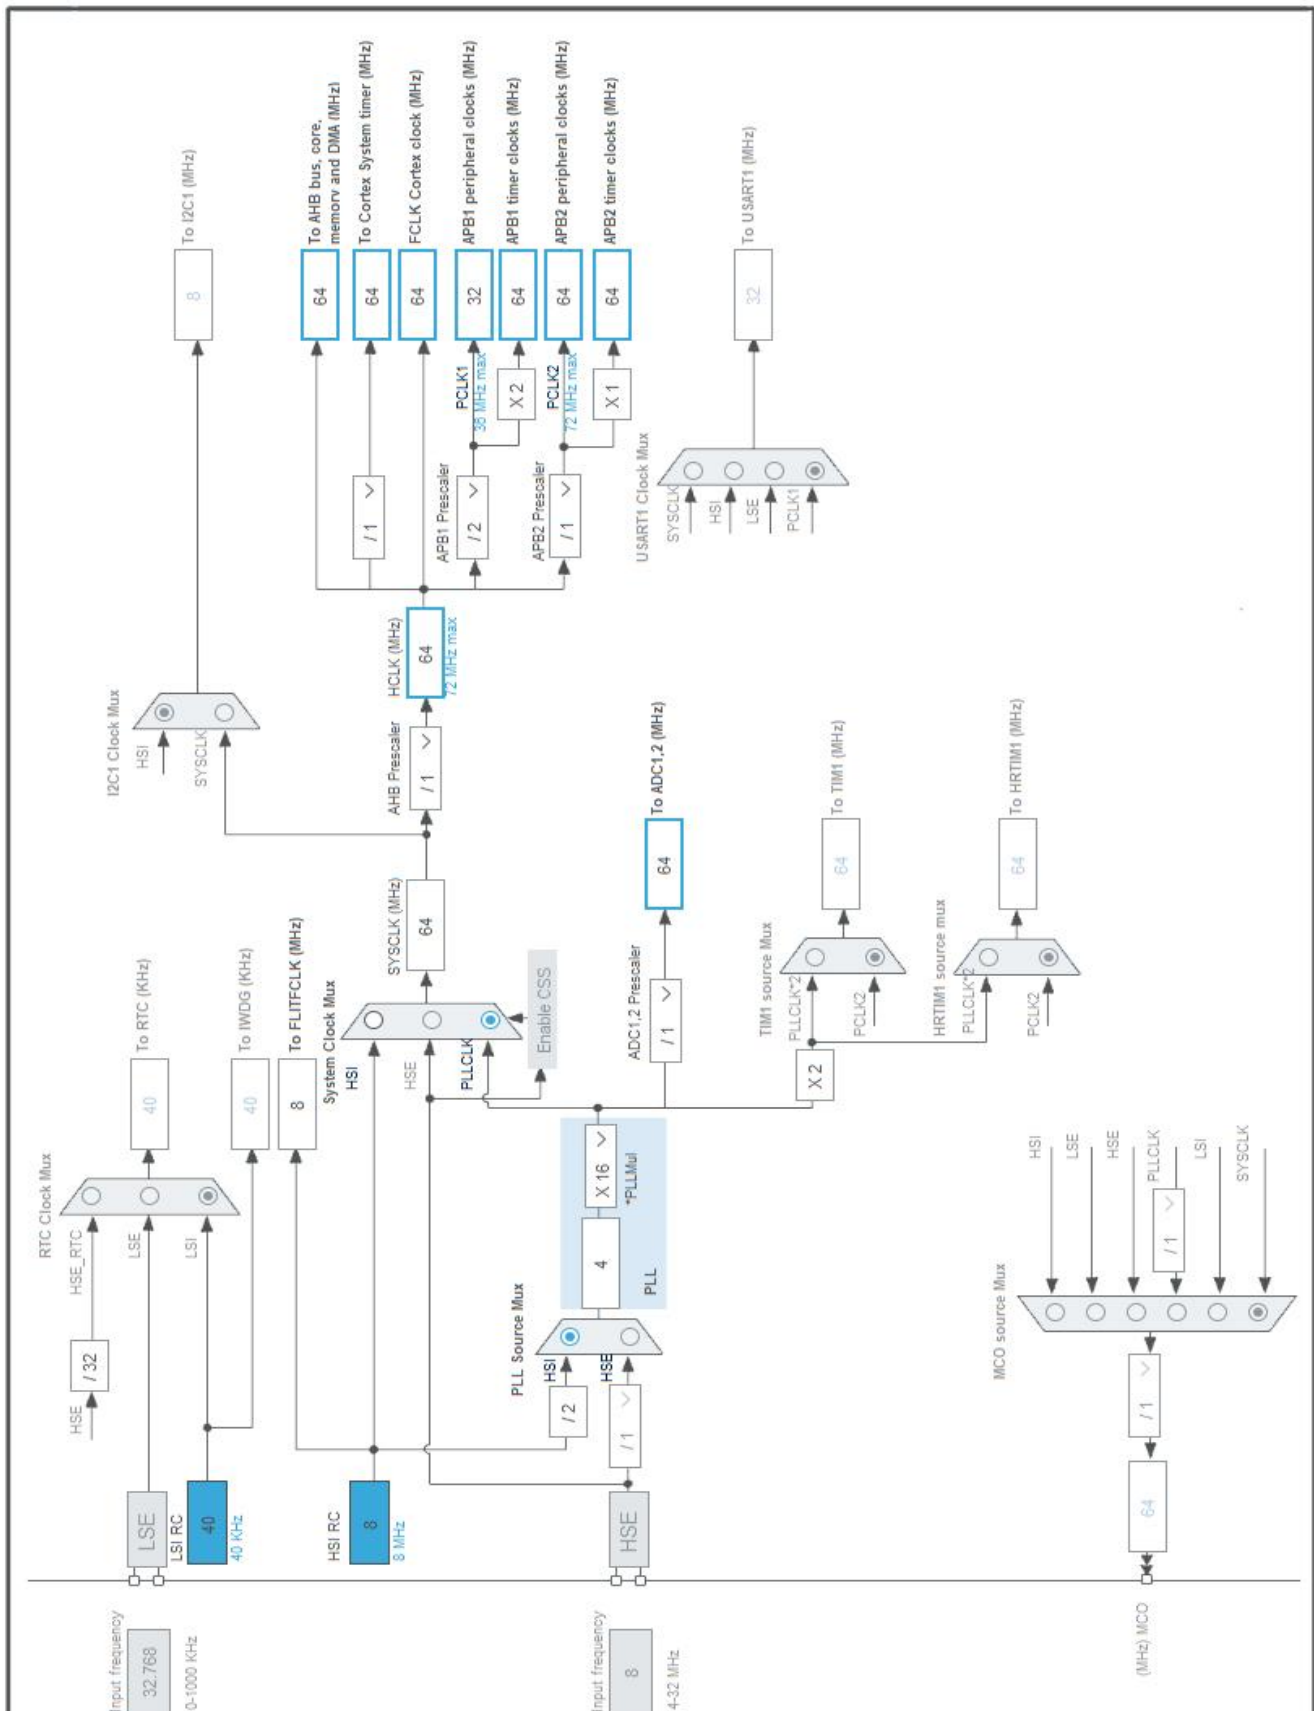 Input frequency
32.768
0-1000 KHz
LSE
LSI RC
40
40 KHz
HSE
/ 32
HSE_RTC
LSE
LSI
RTC Clock Mux
40
To RTC (KHz)
40
To IWDG (KHz)
8
To FLITFCLK (MHz)
HSI RC
8
8 MHz
Input frequency
8
4-32 MHz
HSE
/ 2
/ 1
HSI
HSE
PLL Source Mux
4
X 16
*PLLMul
PLL
System Clock Mux
HSI
HSE
PLLCLK
Enable CSS
SYSCLK (MHz)
64
AHB Prescaler
/ 1
HCLK (MHz)
64
72 MHz max
I2C1 Clock Mux
HSI
SYSCLK
8
To I2C1 (MHz)
64
To AHB bus, core,
memory and DMA (MHz)
/ 1
64
To Cortex System timer (MHz)
64
FCLK Cortex clock (MHz)
APB1 Prescaler
/ 2
PCLK1
36 MHz max
32
APB1 peripheral clocks (MHz)
X 2
64
APB1 timer clocks (MHz)
APB2 Prescaler
/ 1
PCLK2
72 MHz max
64
APB2 peripheral clocks (MHz)
X 1
64
APB2 timer clocks (MHz)
ADC1,2 Prescaler
/ 1
64
To ADC1,2 (MHz)
USART1 Clock Mux
SYSCLK
HSI
LSE
PCLK1
32
To USART1 (MHz)
X 2
TIM1 source Mux
PLLCLK*2
PCLK2
64
To TIM1 (MHz)
HRTIM1 source mux
PLLCLK*2
PCLK2
64
To HRTIM1 (MHz)
MCO source Mux
HSI
LSE
HSE
PLLCLK
/ 1
LSI
SYSCLK
/ 1
64
(MHz) MCO